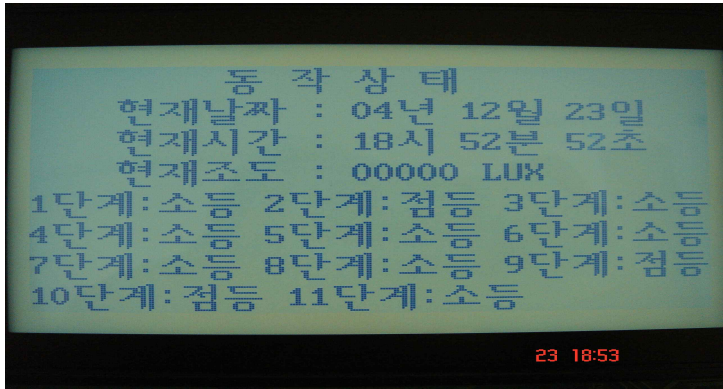 동 작 상 태
현재날짜 : 04년 12월 23일
현재시간 : 18시 52분 52초
현재조도 : 00000 LUX
1단계:소등 2단계:점등 3단계:소등
4단계:소등 5단계:소등 6단계:소등
7단계:소등 8단계:소등 9단계:점등
10단계:점등 11단계:소등
23 18:53